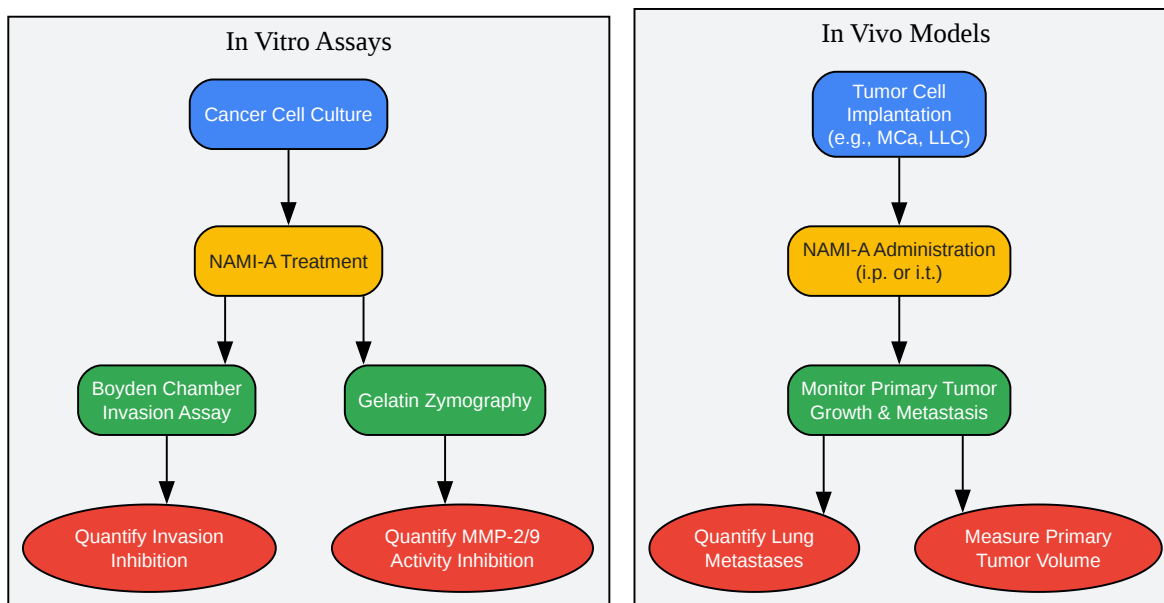 In Vitro Assays
Cancer Cell Culture
NAMI-A Treatment
Boyden Chamber
Invasion Assay
Gelatin Zymography
Quantify Invasion
Inhibition
Quantify MMP-2/9
Activity Inhibition
In Vivo Models
Tumor Cell
Implantation
(e.g., MCa, LLC)
NAMI-A Administration
(i.p. or i.t.)
Monitor Primary Tumor
Growth & Metastasis
Quantify Lung
Metastases
Measure Primary
Tumor Volume